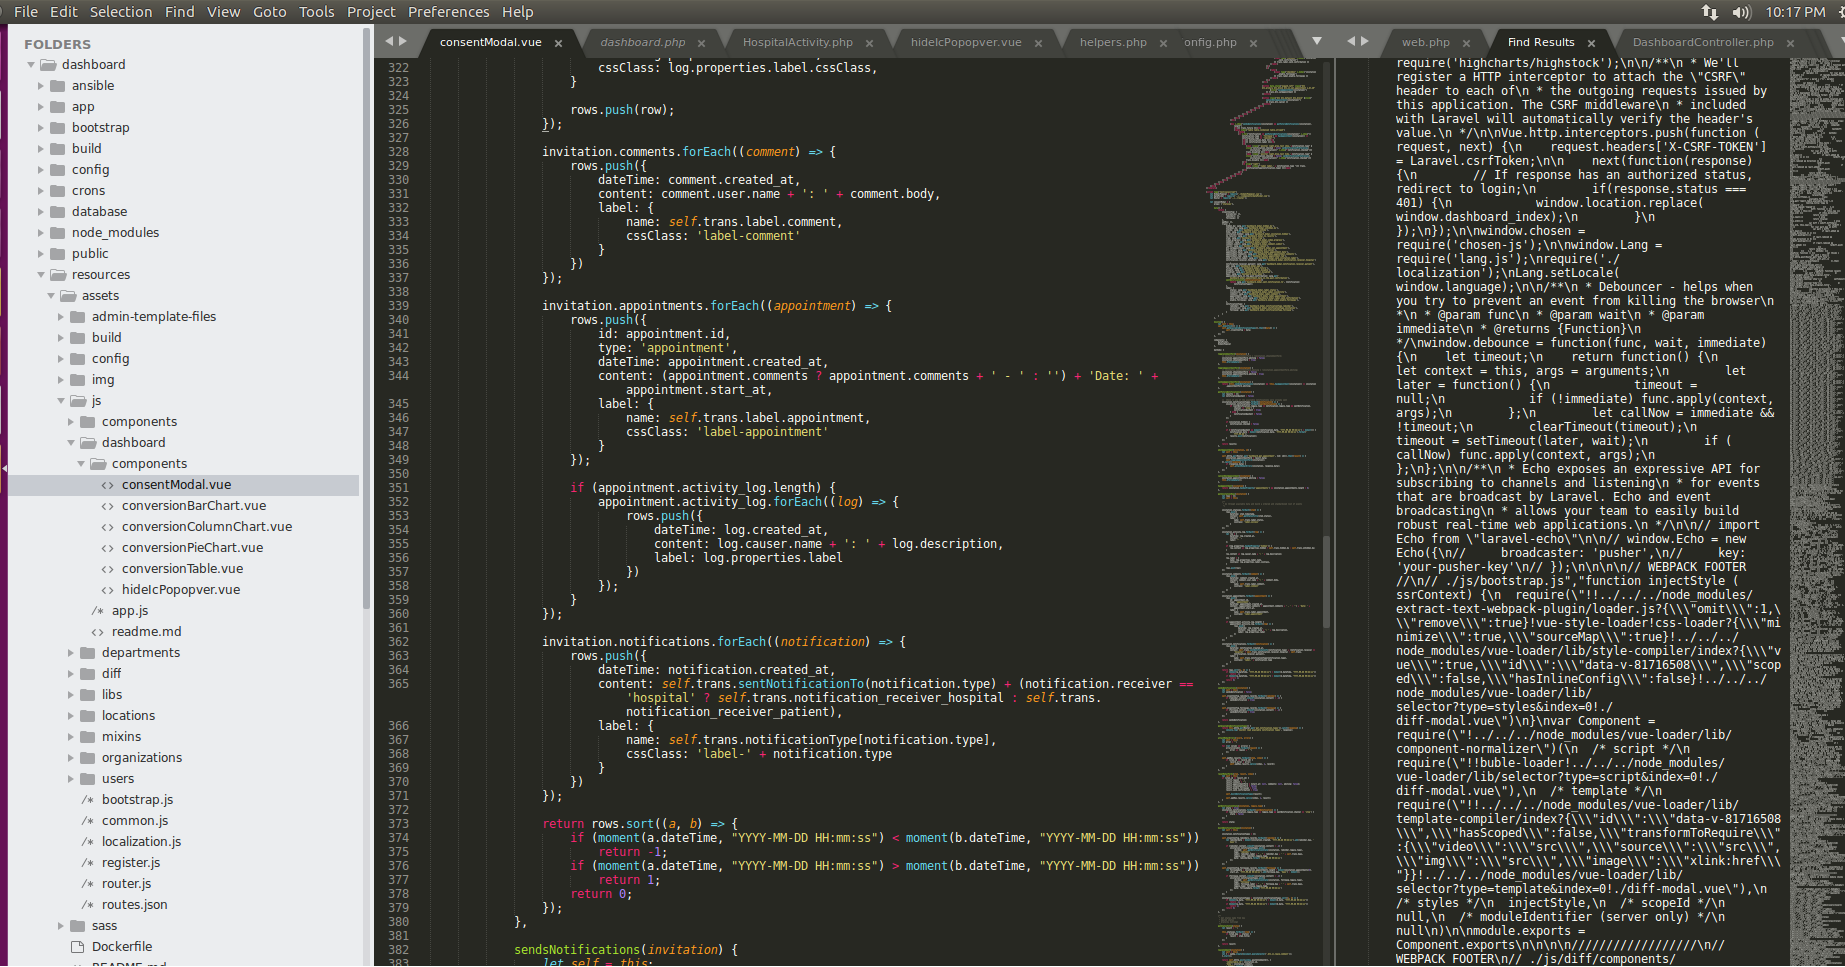 File Edit Selection Find View Goto Tools Project Preferences Help
10:17 PM
FOLDERS
dashboard
ansible
app
bootstrap
build
config
crons
database
node_modules
public
resources
assets
admin-template-files
build
config
img
js
components
dashboard
components
consentModal.vue
conversionBarChart.vue
conversionColumnChart.vue
conversionPieChart.vue
conversionTable.vue
hideIcPopopver.vue
app.js
readme.md
departments
diff
libs
locations
mixins
organizations
users
bootstrap.js
common.js
localization.js
register.js
router.js
routes.json
sass
Dockerfile
README.md
consentModal.vue
dashboard.php
HospitalActivity.php
hideIcPopopver.vue
helpers.php
onfig.php
322 cssClass: log.properties.label.cssClass,
323 }
324
325 rows.push(row);
326 });
327
328 invitation.comments.forEach((comment) => {
329 rows.push({
330 dateTime: comment.created_at,
331 content: comment.user.name + ': ' + comment.body,
332 label: {
333 name: self.trans.label.comment,
334 cssClass: 'label-comment'
335 }
336 })
337 });
338
339 invitation.appointments.forEach((appointment) => {
340 rows.push({
341 id: appointment.id,
342 type: 'appointment',
343 dateTime: appointment.created_at,
344 content: (appointment.comments ? appointment.comments + ' - ' : '') + 'Date: ' +
appointment.start_at,
345 label: {
346 name: self.trans.label.appointment,
347 cssClass: 'label-appointment'
348 }
349 });
350
351 if (appointment.activity_log.length) {
352 appointment.activity_log.forEach((log) => {
353 rows.push({
354 dateTime: log.created_at,
355 content: log.causer.name + ': ' + log.description,
356 label: log.properties.label
357 })
358 });
359 }
360 });
361
362 invitation.notifications.forEach((notification) => {
363 rows.push({
364 dateTime: notification.created_at,
365 content: self.trans.sentNotificationTo(notification.type) + (notification.receiver ==
'hospital' ? self.trans.notification_receiver_hospital : self.trans.
notification_receiver_patient),
366 label: {
367 name: self.trans.notificationType[notification.type],
368 cssClass: 'label-' + notification.type
369 }
370 })
371 });
372
373 return rows.sort((a, b) => {
374 if (moment(a.dateTime, "YYYY-MM-DD HH:mm:ss") < moment(b.dateTime, "YYYY-MM-DD HH:mm:ss"))
375 return -1;
376 if (moment(a.dateTime, "YYYY-MM-DD HH:mm:ss") > moment(b.dateTime, "YYYY-MM-DD HH:mm:ss"))
377 return 1;
378 return 0;
379 });
380 },
381
382 sendsNotifications(invitation) {
383 let self = this;
web.php
Find Results
DashboardController.php
require('highcharts/highstock');\n\n/**\n * We'll
register a HTTP interceptor to attach the \"CSRF\"
header to each of\n * the outgoing requests issued by
this application. The CSRF middleware\n * included
with Laravel will automatically verify the header's
value.\n */\n\nVue.http.interceptors.push(function (
request, next) {\n    request.headers['X-CSRF-TOKEN']
= Laravel.csrfToken;\n\n    next(function(response)
{\n        // If response has an authorized status,
redirect to login;\n        if(response.status ===
401) {\n            window.location.replace(
window.dashboard_index);\n        }\n
});\n});\n\nwindow.chosen =
require('chosen-js');\n\nwindow.Lang =
require('lang.js');\nrequire('./
localization');\nLang.setLocale(
window.language);\n\n/**\n * Debouncer - helps when
you try to prevent an event from killing the browser\n
*\n * @param func\n * @param wait\n * @param
immediate\n * @returns {Function}\n
*/\nwindow.debounce = function(func, wait, immediate)
{\n    let timeout;\n    return function() {\n
let context = this, args = arguments;\n        let
later = function() {\n            timeout =
null;\n            if (!immediate) func.apply(context,
args);\n        };\n        let callNow = immediate &&
!timeout;\n        clearTimeout(timeout);\n
timeout = setTimeout(later, wait);\n        if (
callNow) func.apply(context, args);\n
};\n};\n\n/**\n * Echo exposes an expressive API for
subscribing to channels and listening\n * for events
that are broadcast by Laravel. Echo and event
broadcasting\n * allows your team to easily build
robust real-time web applications.\n */\n\n// import
Echo from \"laravel-echo\"\n\n// window.Echo = new
Echo({\n//     broadcaster: 'pusher',\n//     key:
'your-pusher-key'\n// });\n\n\n\n// WEBPACK FOOTER
//\n// ./js/bootstrap.js","function injectStyle (
ssrContext) {\n  require(\"!!../../../node_modules/
extract-text-webpack-plugin/loader.js?{\\\"omit\\\":1,\
\\"remove\\\":true}!vue-style-loader!css-loader?{\\\"mi
nimize\\\":true,\\\"sourceMap\\\":true}!../../../
node_modules/vue-loader/lib/style-compiler/index?{\\\"v
ue\\\":true,\\\"id\\\":\\\"data-v-81716508\\\",\\\"scop
ed\\\":false,\\\"hasInlineConfig\\\":false}!../../../
node_modules/vue-loader/lib/
selector?type=styles&index=0!./
diff-modal.vue\")\n}\nvar Component =
require(\"!../../../node_modules/vue-loader/lib/
component-normalizer\")(\n  /* script */\n
require(\"!!buble-loader!../../../node_modules/
vue-loader/lib/selector?type=script&index=0!./
diff-modal.vue\"),\n  /* template */\n
require(\"!!../../../node_modules/vue-loader/lib/
template-compiler/index?{\\\"id\\\":\\\"data-v-81716508
\\\",\\\"hasScoped\\\":false,\\\"transformToRequire\\\"
:{\\\"video\\\":\\\"src\\\",\\\"source\\\":\\\"src\\\",
\\\"img\\\":\\\"src\\\",\\\"image\\\":\\\"xlink:href\\\
"}}!../../../node_modules/vue-loader/lib/
selector?type=template&index=0!./diff-modal.vue\"),\n
/* styles */\n  injectStyle,\n  /* scopeId */\n
null,\n  /* moduleIdentifier (server only) */\n
null\n)\n\nmodule.exports =
Component.exports\n\n\n\n//////////////////\n//
WEBPACK FOOTER\n// ./js/diff/components/